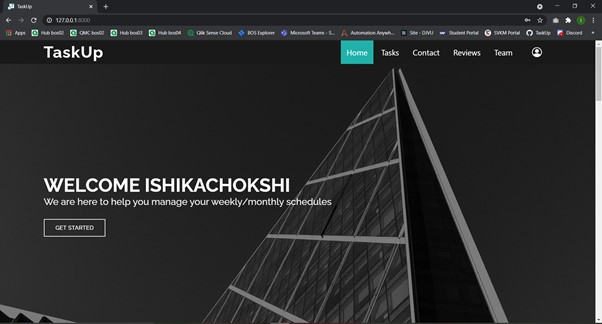 TaskUp
127.0.0.1:8000
Apps Hub bos02 QMC bos02 Hub bos03 Hub bos04 Qlik Sense Cloud BOS Explorer Microsoft Teams - S... Automation Anywh... Site - DJVU Student Portal SVKM Portal TaskUp Discord
TaskUp Home Tasks Contact Reviews Team
WELCOME ISHIKACHOKSHI
We are here to help you manage your weekly/monthly schedules
GET STARTED